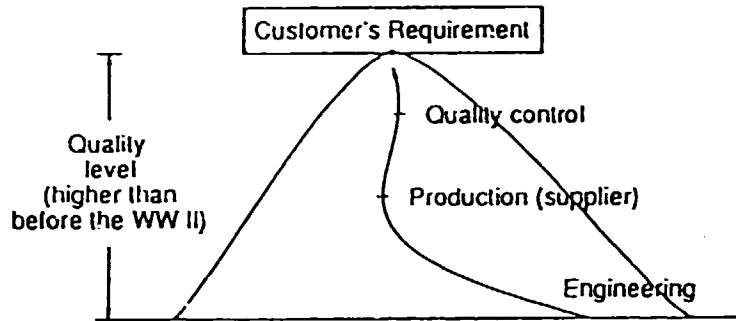 Customer's Requirement
Quality control
Quality
level
(higher than
before the WW II)
Production (supplier)
Engineering